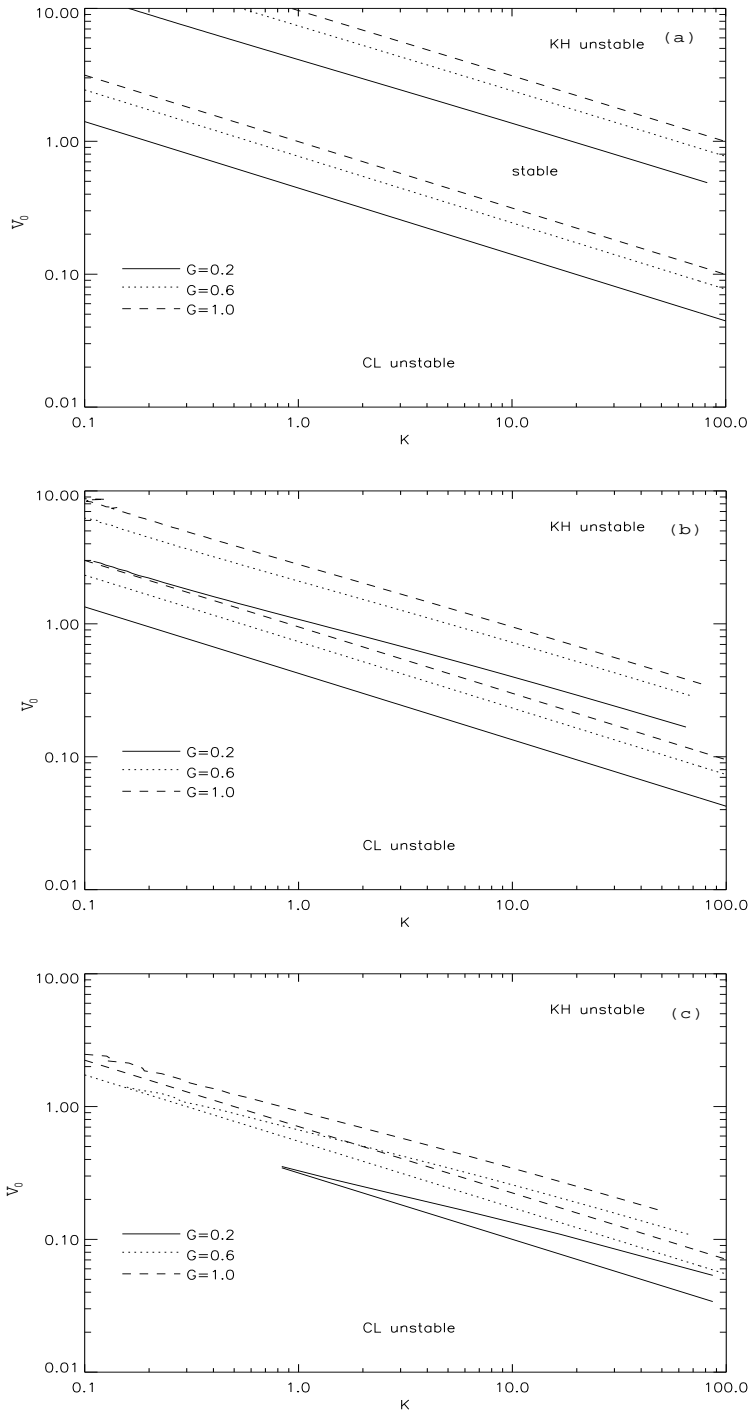 10.00
KH unstable (a)
1.00
stable
V₀
0.10
G=0.2
G=0.6
G=1.0
CL unstable
0.01
0.1 1.0 10.0 100.0
K
10.00
KH unstable (b)
1.00
V₀
0.10
G=0.2
G=0.6
G=1.0
CL unstable
0.01
0.1 1.0 10.0 100.0
K
10.00
KH unstable (c)
1.00
V₀
0.10
G=0.2
G=0.6
G=1.0
CL unstable
0.01
0.1 1.0 10.0 100.0
K